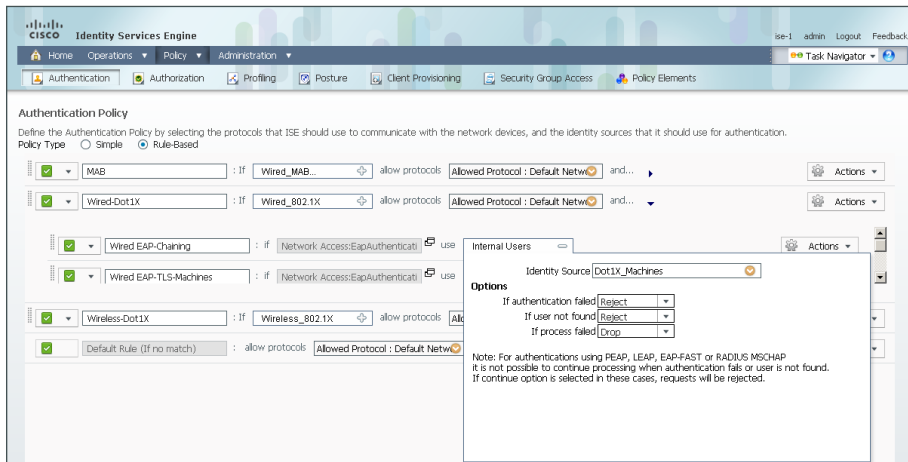 CISCO Identity Services Engine
ise-1 admin Logout Feedback
Home Operations Policy Administration
Task Navigator
Authentication Authorization Profiling Posture Client Provisioning Security Group Access Policy Elements
Authentication Policy
Define the Authentication Policy by selecting the protocols that ISE should use to communicate with the network devices, and the identity sources that it should use for authentication.
Policy Type Simple Rule-Based
MAB : If Wired_MAB... allow protocols Allowed Protocol : Default Netwo and... Actions
Wired-Dot1X : If Wired_802.1X allow protocols Allowed Protocol : Default Netwo and... Actions
Wired EAP-Chaining : if Network Access:EapAuthenticati use Internal Users Actions
Wired EAP-TLS-Machines : if Network Access:EapAuthenticati use
Identity Source Dot1X_Machines
Options
If authentication failed Reject
If user not found Reject
If process failed Drop
Wireless-Dot1X : If Wireless_802.1X allow protocols
Default Rule (If no match) : allow protocols Allowed Protocol : Default Netwo
Note: For authentications using PEAP, LEAP, EAP-FAST or RADIUS MSCHAP
it is not possible to continue processing when authentication fails or user is not found.
If continue option is selected in these cases, requests will be rejected.